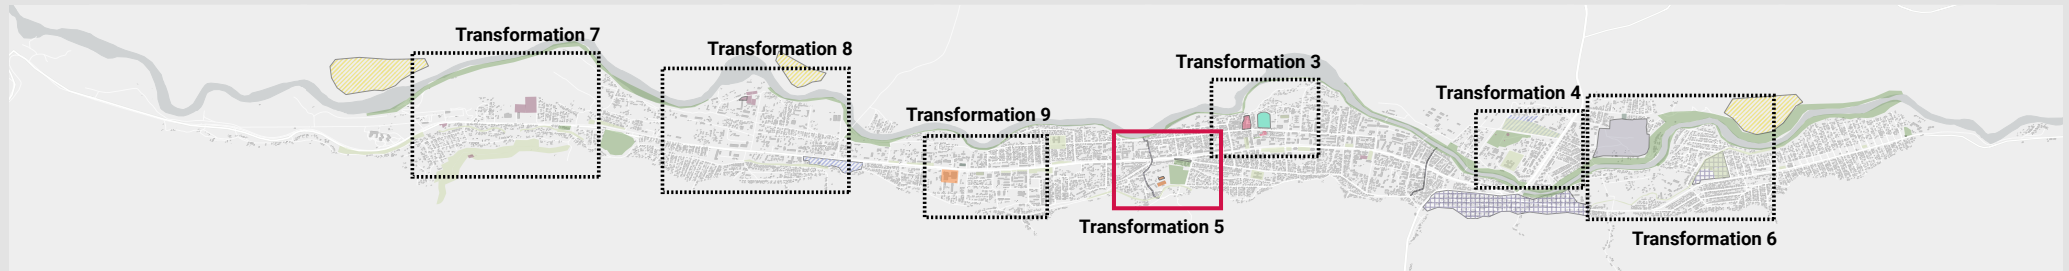 Transformation 7
Transformation 8
Transformation 9
Transformation 5
Transformation 3
Transformation 4
Transformation 6